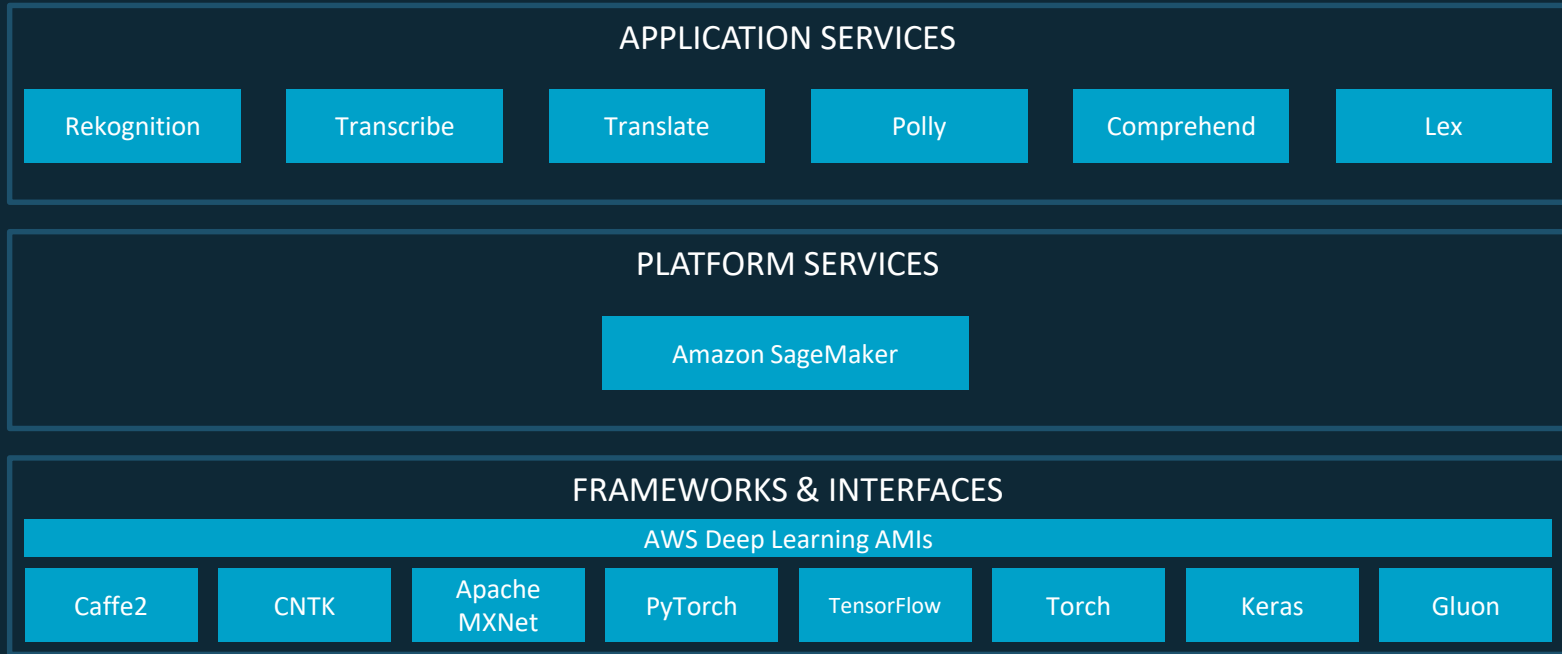 APPLICATION SERVICES
Rekognition Transcribe Translate Polly Comprehend Lex
PLATFORM SERVICES
Amazon SageMaker
FRAMEWORKS & INTERFACES
AWS Deep Learning AMIs
Caffe2 CNTK Apache MXNet PyTorch TensorFlow Torch Keras Gluon